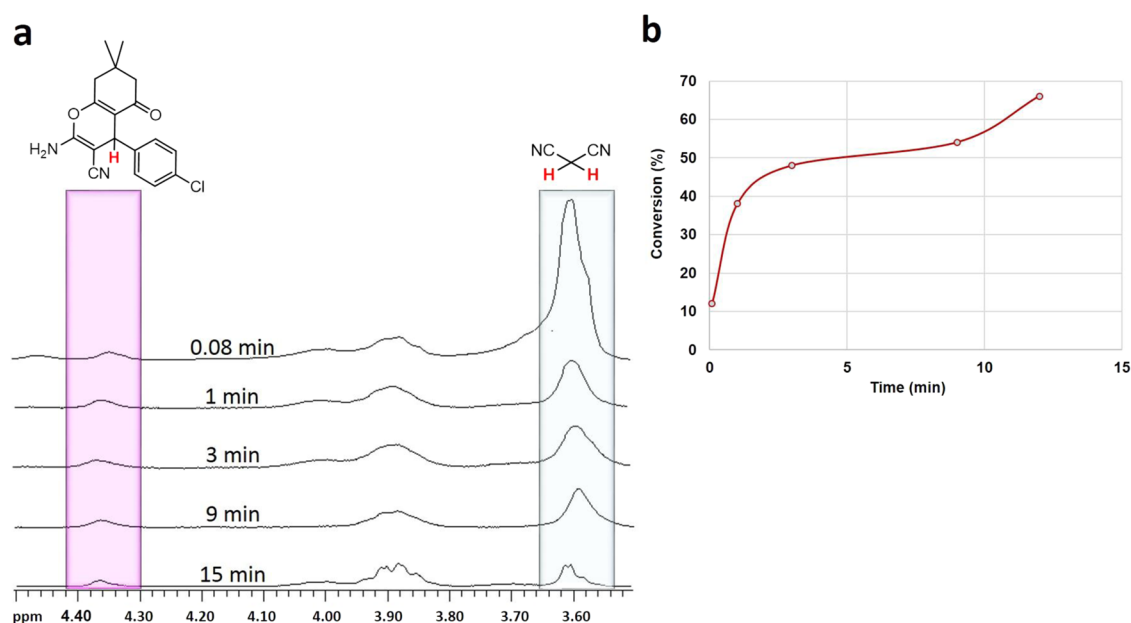 a
O
O
H₂N
CN
H
Cl
CN CN
H H
0.08 min
1 min
3 min
9 min
15 min
ppm 4.40 4.30 4.20 4.10 4.00 3.90 3.80 3.70 3.60
b
Conversion (%)
70
60
50
40
30
20
10
0
0 5 10 15
Time (min)